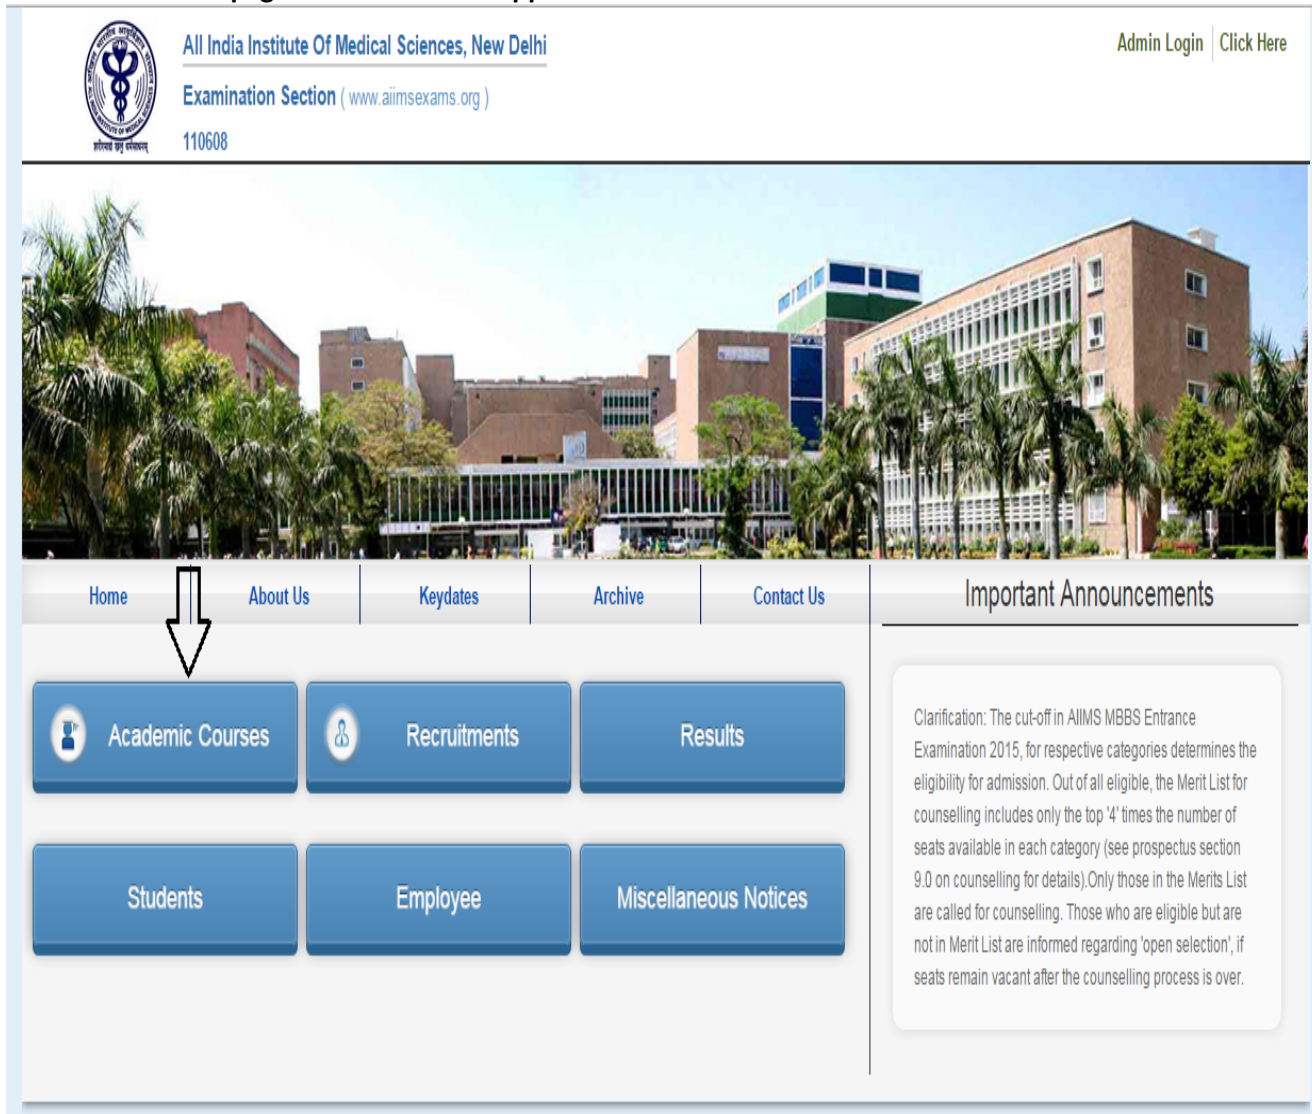 All India Institute Of Medical Sciences, New Delhi
Admin Login Click Here
Examination Section ( www.aiimsexams.org )
110608
शरीरमाद्यं खलु धर्मसाधनम्
Home About Us Keydates Archive Contact Us
Important Announcements
Academic Courses
Recruitments
Results
Students
Employee
Miscellaneous Notices
Clarification: The cut-off in AIIMS MBBS Entrance
Examination 2015, for respective categories determines the
eligibility for admission. Out of all eligible, the Merit List for
counselling includes only the top '4' times the number of
seats available in each category (see prospectus section
9.0 on counselling for details).Only those in the Merits List
are called for counselling. Those who are eligible but are
not in Merit List are informed regarding 'open selection', if
seats remain vacant after the counselling process is over.